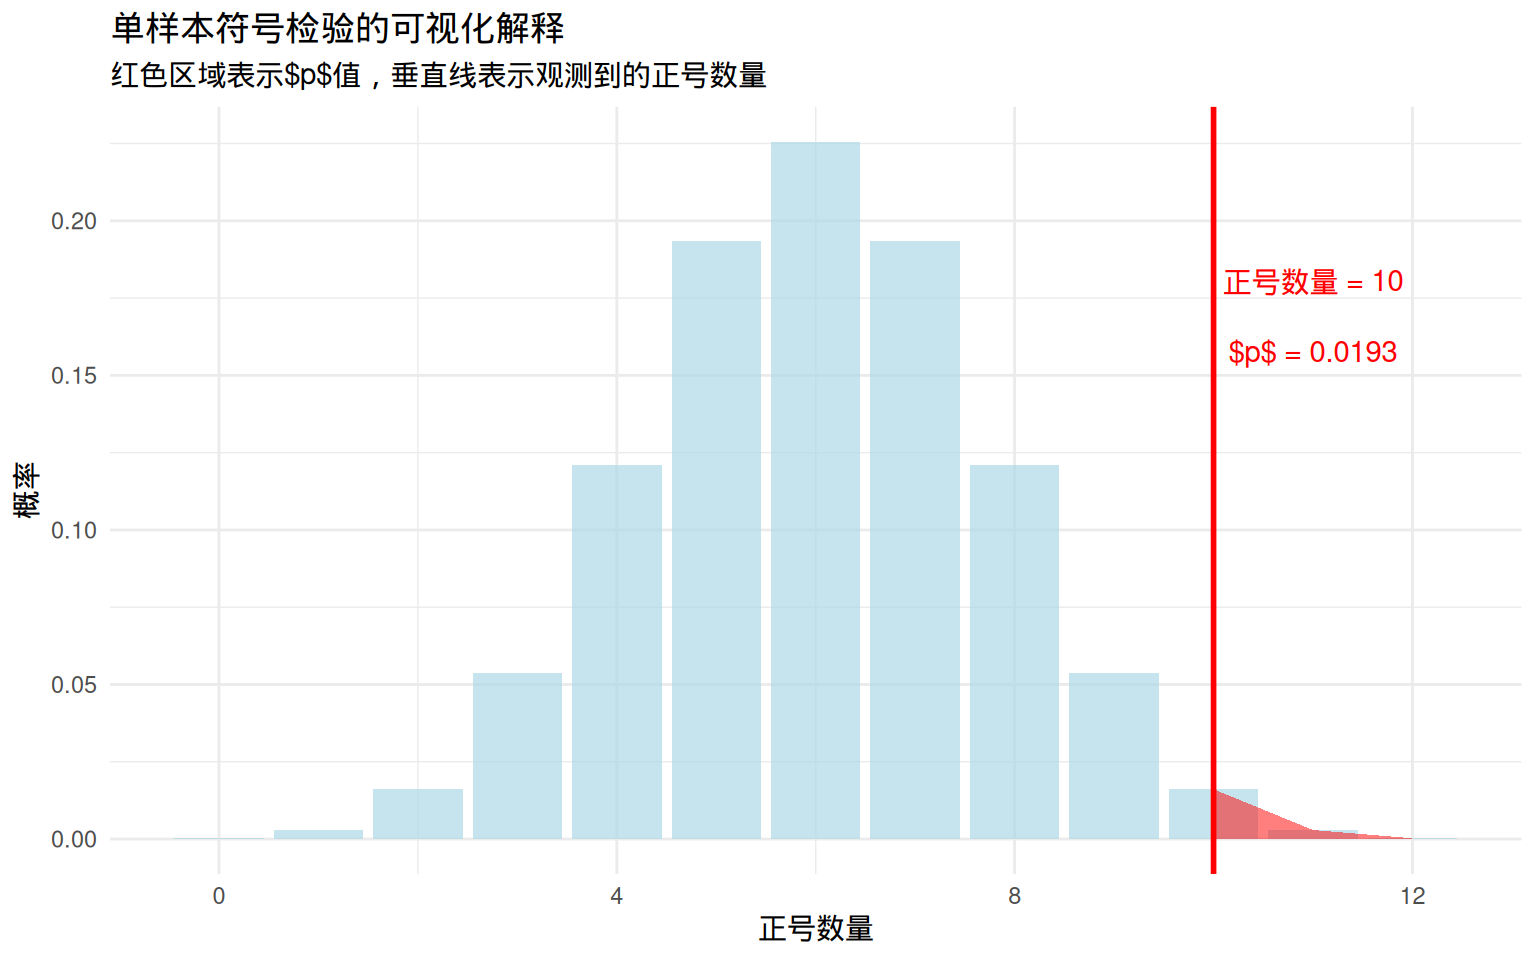 单样本符号检验的可视化解释
红色区域表示$p$值，垂直线表示观测到的正号数量
0.20
0.15
0.10
0.05
0.00
概率
正号数量 = 10
$p$ = 0.0193
0
4
8
12
正号数量